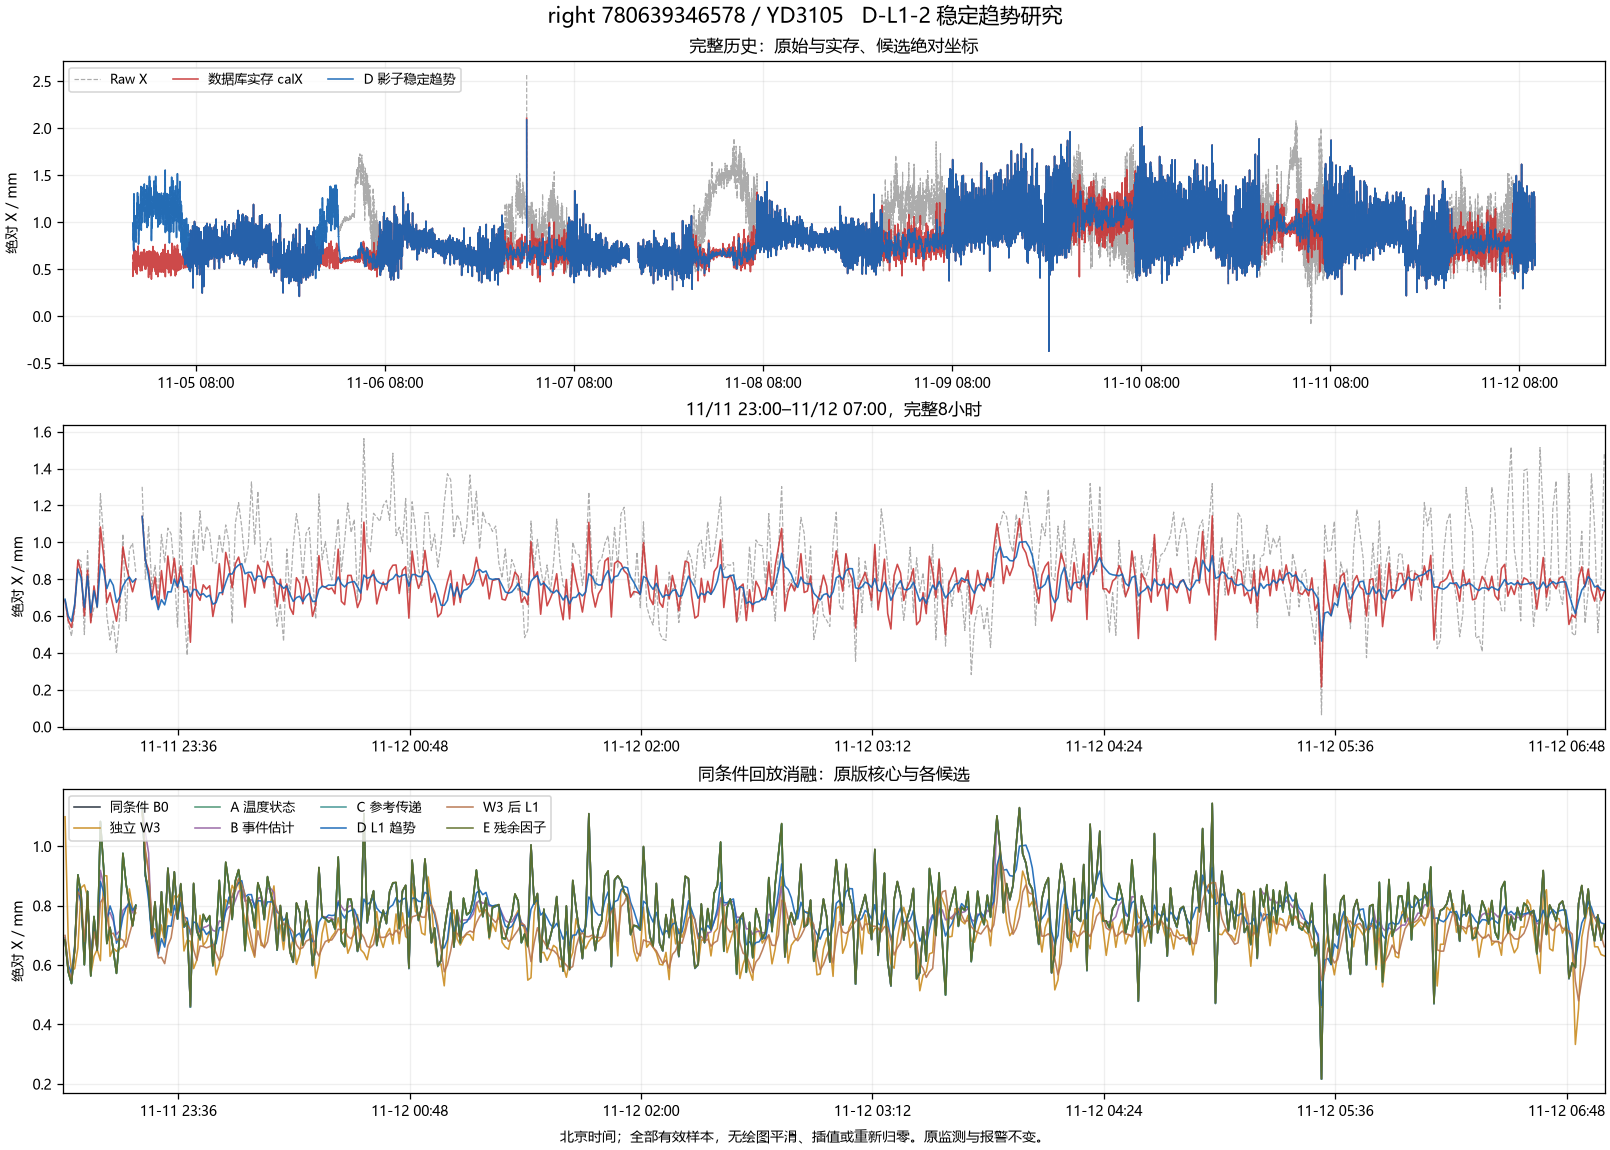 right 780639346578 / YD3105 D-L1-2 稳定趋势研究
完整历史：原始与实存、候选绝对坐标
Raw X
数据库实存 calX
D 影子稳定趋势
绝对 X / mm
2.5
2.0
1.5
1.0
0.5
0.0
-0.5
11-05 08:00
11-06 08:00
11-07 08:00
11-08 08:00
11-09 08:00
11-10 08:00
11-11 08:00
11-12 08:00
11/11 23:00–11/12 07:00，完整8小时
绝对 X / mm
1.6
1.4
1.2
1.0
0.8
0.6
0.4
0.2
0.0
11-11 23:36
11-12 00:48
11-12 02:00
11-12 03:12
11-12 04:24
11-12 05:36
11-12 06:48
同条件回放消融：原版核心与各候选
同条件 B0
A 温度状态
C 参考传递
W3 后 L1
独立 W3
B 事件估计
D L1 趋势
E 残余因子
绝对 X / mm
1.0
0.8
0.6
0.4
0.2
11-11 23:36
11-12 00:48
11-12 02:00
11-12 03:12
11-12 04:24
11-12 05:36
11-12 06:48
北京时间；全部有效样本，无绘图平滑、插值或重新归零。原监测与报警不变。